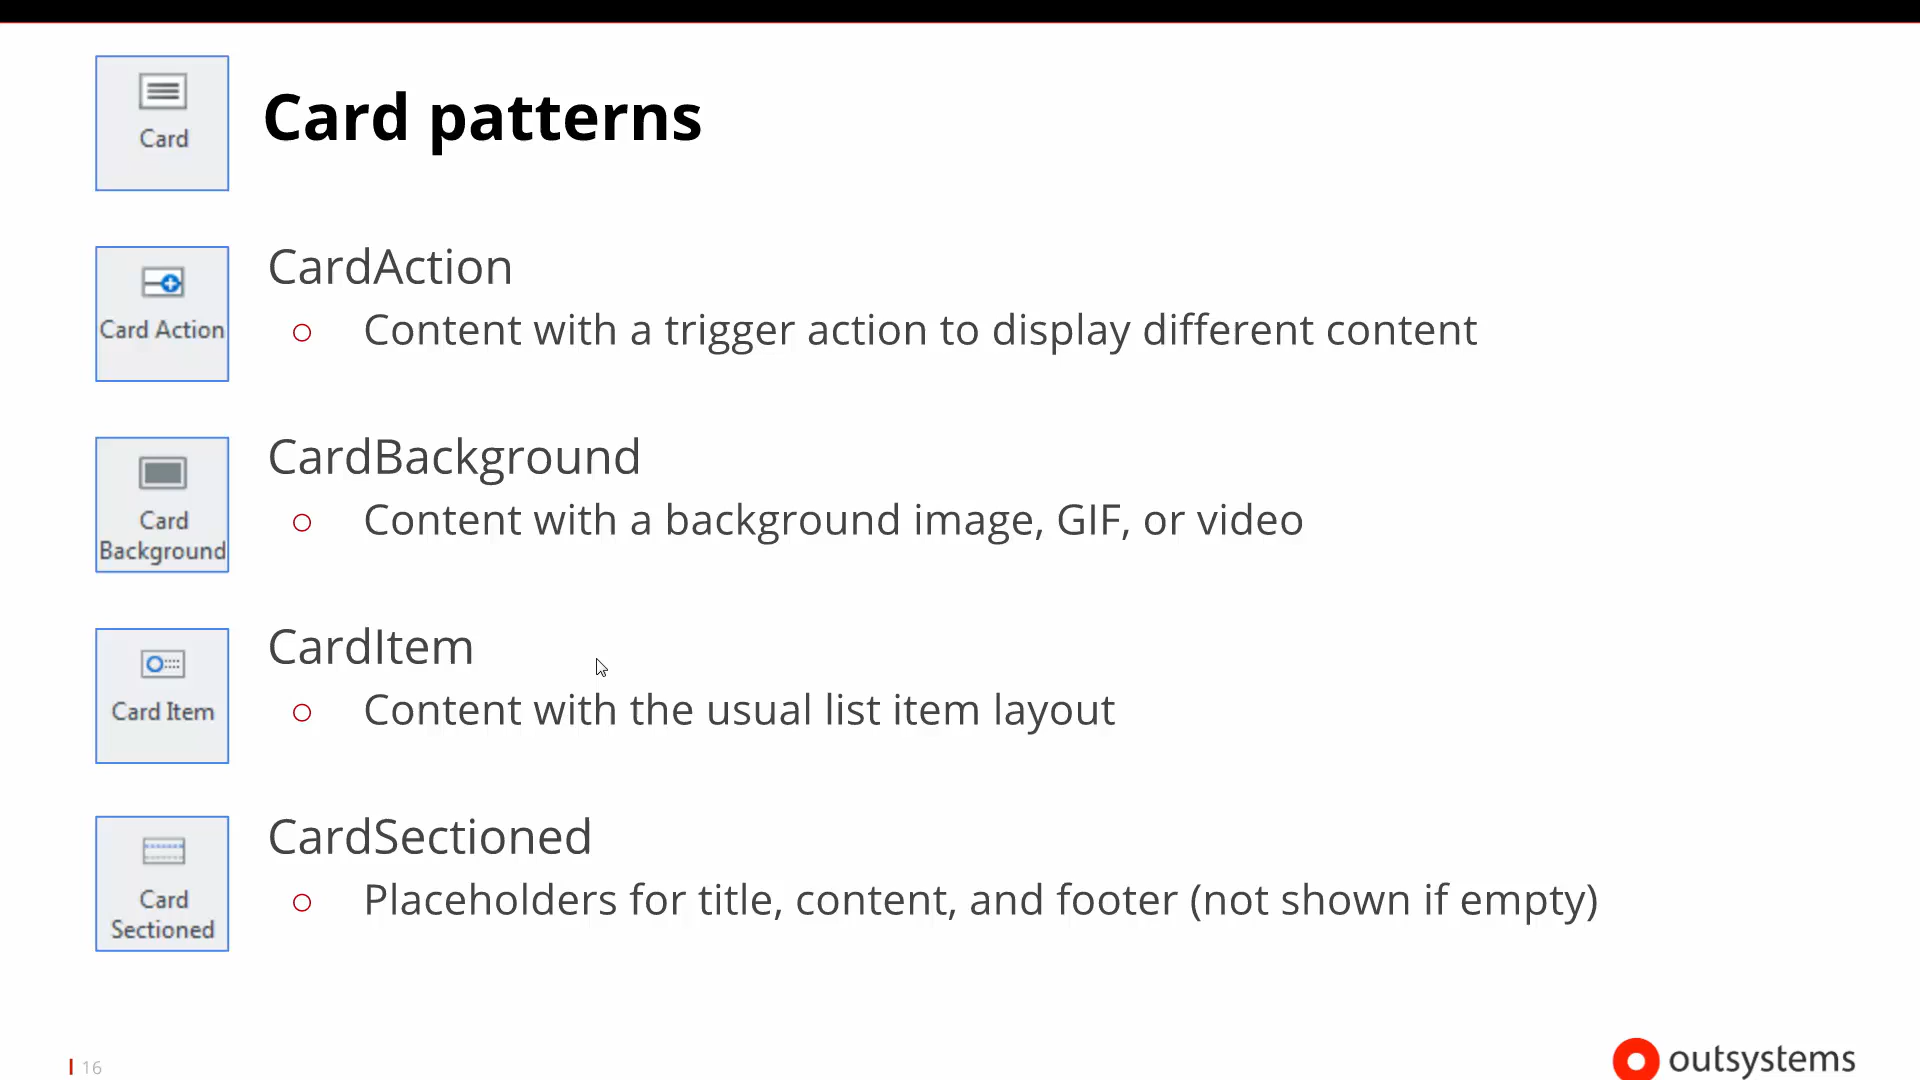 Card
Card patterns
Card Action
CardAction
○ Content with a trigger action to display different content
Card
Background
CardBackground
○ Content with a background image, GIF, or video
Card Item
CardItem
○ Content with the usual list item layout
Card
Sectioned
CardSectioned
○ Placeholders for title, content, and footer (not shown if empty)
16
outsystems